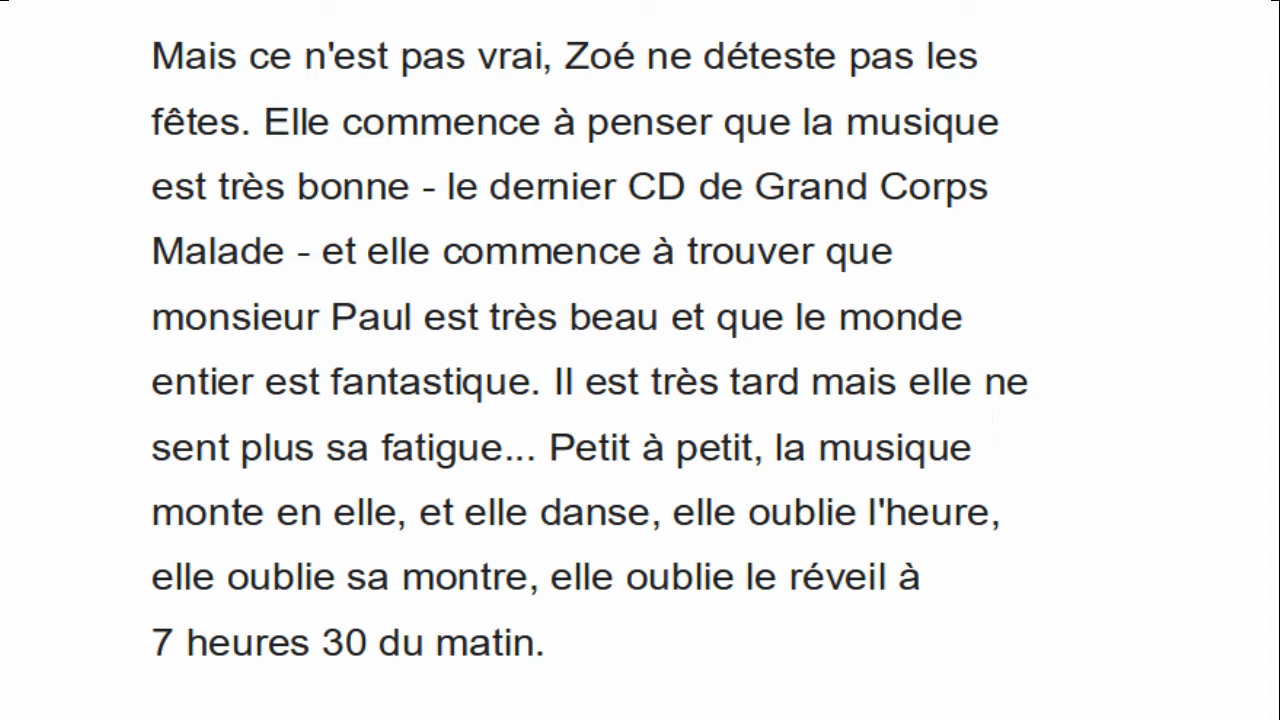 Mais ce n'est pas vrai, Zoé ne déteste pas les
fêtes. Elle commence à penser que la musique
est très bonne - le dernier CD de Grand Corps
Malade - et elle commence à trouver que
monsieur Paul est très beau et que le monde
entier est fantastique. Il est très tard mais elle ne
sent plus sa fatigue... Petit à petit, la musique
monte en elle, et elle danse, elle oublie l'heure,
elle oublie sa montre, elle oublie le réveil à
7 heures 30 du matin.